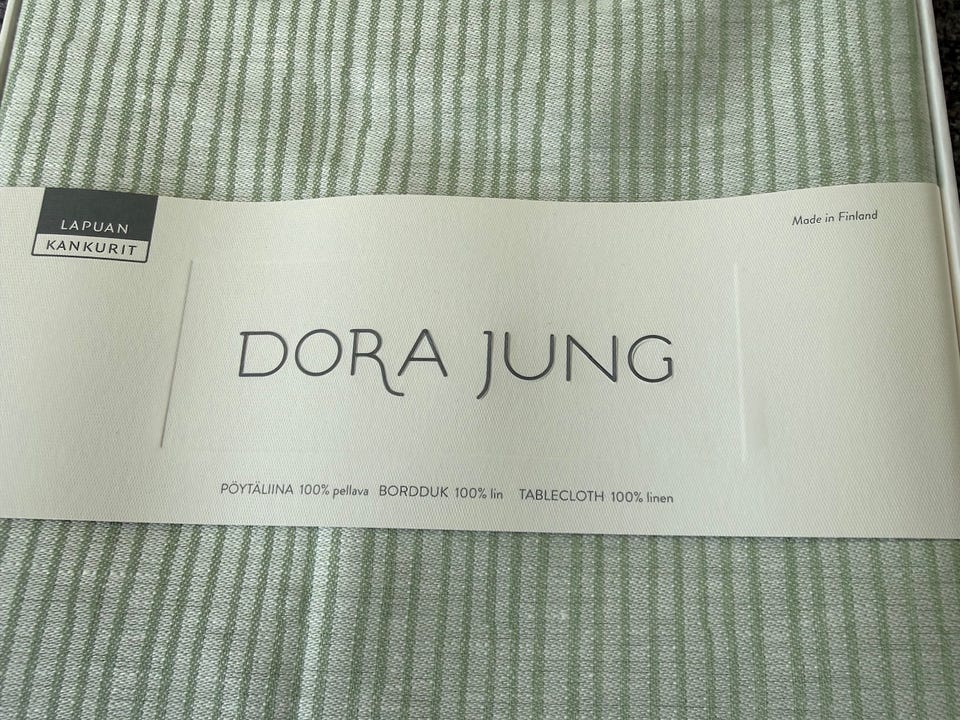 LAPUAN
KANKURIT
Made in Finland
DORA JUNG
PÖYTÄLIINA 100% pellava BORDDUK 100% lin TABLECLOTH 100% linen